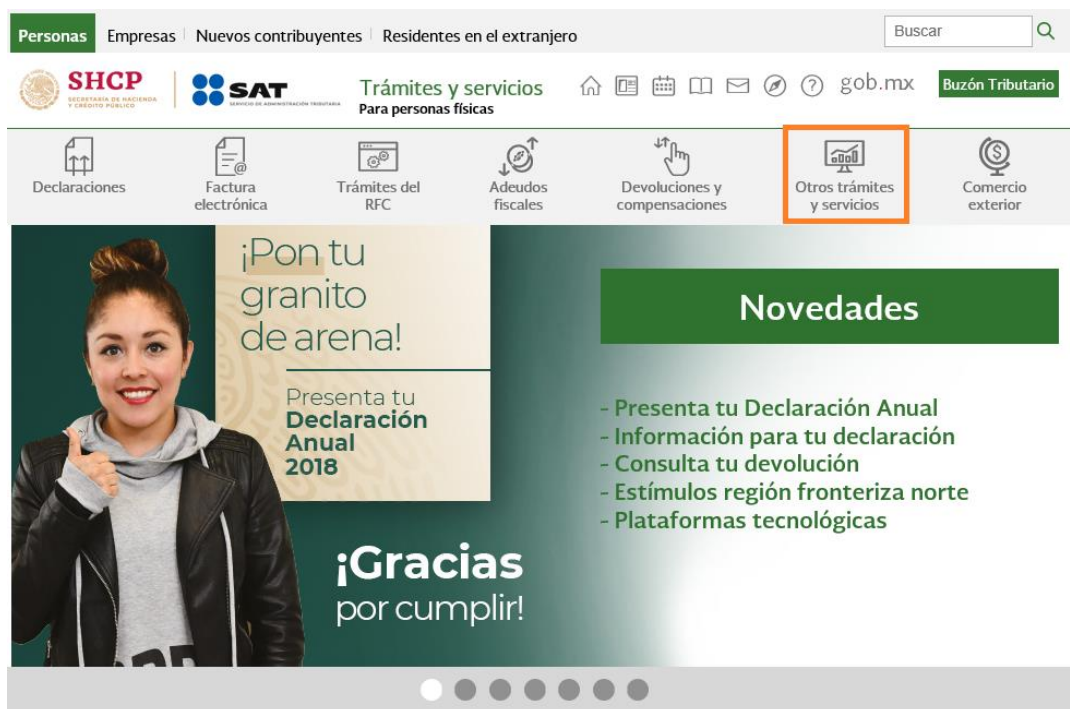 Personas Empresas Nuevos contribuyentes Residentes en el extranjero Buscar
SHCP
SECRETARÍA DE HACIENDA
Y CRÉDITO PÚBLICO
SAT
SERVICIO DE ADMINISTRACIÓN TRIBUTARIA
Trámites y servicios
Para personas físicas
gob.mx
Buzón Tributario
Declaraciones
Factura
electrónica
Trámites del
RFC
Adeudos
fiscales
Devoluciones y
compensaciones
Otros trámites
y servicios
Comercio
exterior
¡Pon tu
granito
de arena!
Presenta tu
Declaración
Anual
2018
¡Gracias
por cumplir!
Novedades
- Presenta tu Declaración Anual
- Información para tu declaración
- Consulta tu devolución
- Estímulos región fronteriza norte
- Plataformas tecnológicas